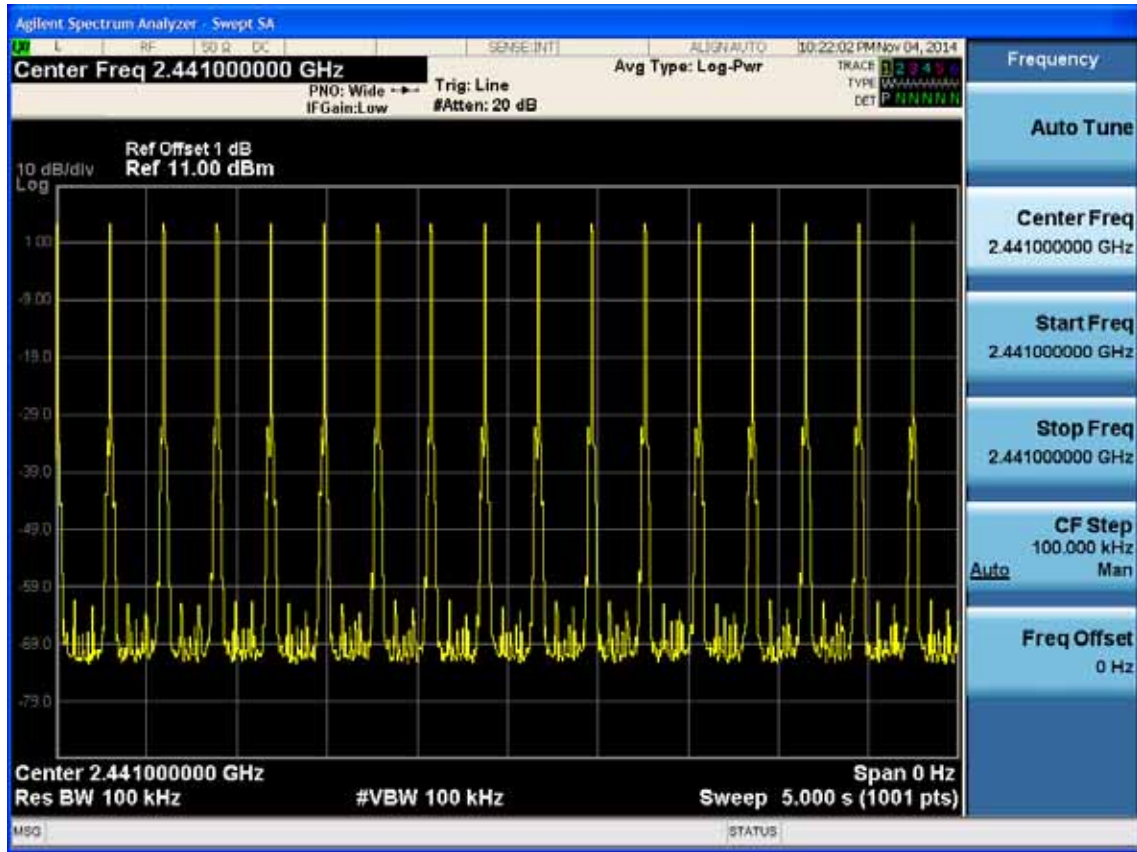 Agilent Spectrum Analyzer - Swept SA
L RF 50 Ω DC SENSE:INT ALIGN AUTO 10:22:02 PM Nov 04, 2014
Center Freq 2.441000000 GHz
PNO: Wide
IFGain:Low
Trig: Line
#Atten: 20 dB
Avg Type: Log-Pwr
TRACE 1 2 3 4 5 6
TYPE W
DET P N N N N N
Ref Offset 1 dB
10 dB/div Ref 11.00 dBm
Log
1.00
-9.00
-19.0
-29.0
-39.0
-49.0
-59.0
-69.0
-79.0
Center 2.441000000 GHz Span 0 Hz
Res BW 100 kHz #VBW 100 kHz Sweep 5.000 s (1001 pts)
MSG STATUS
Frequency
Auto Tune
Center Freq
2.441000000 GHz
Start Freq
2.441000000 GHz
Stop Freq
2.441000000 GHz
CF Step
100.000 kHz
Auto Man
Freq Offset
0 Hz